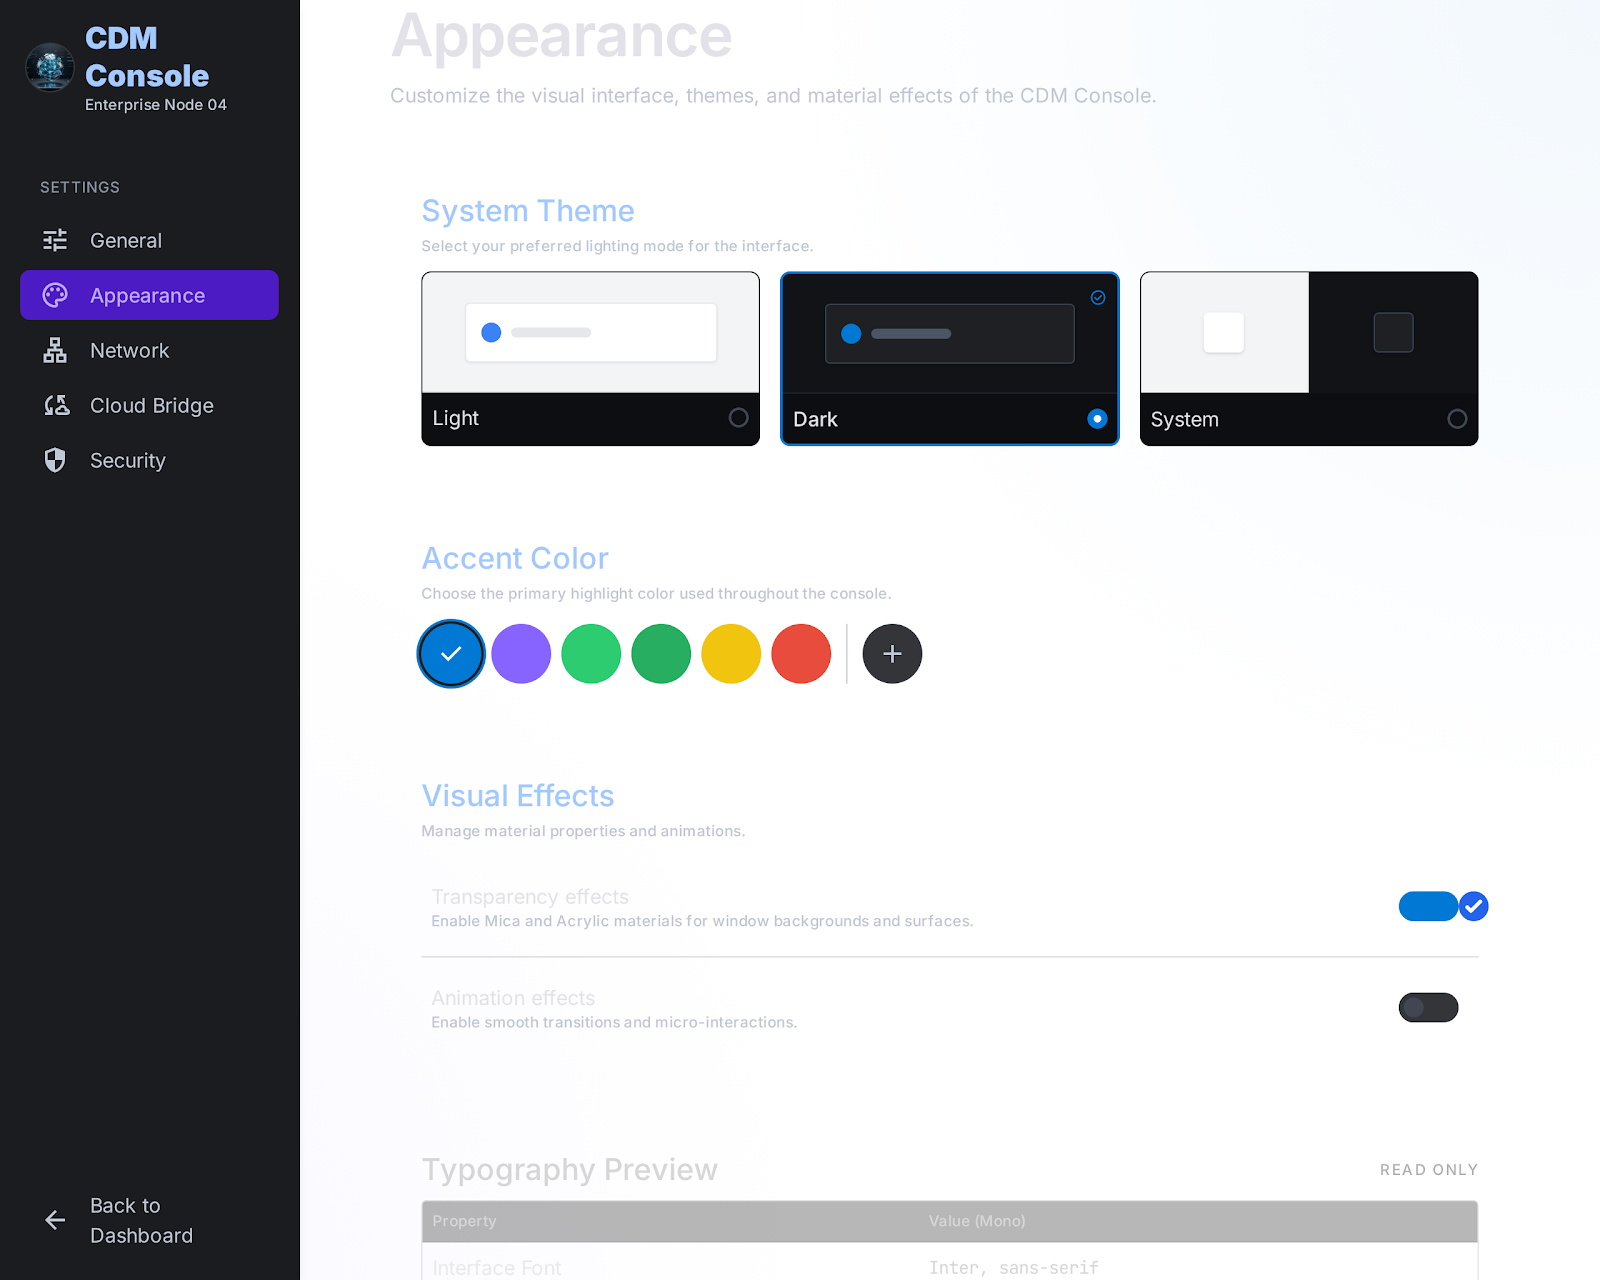 CDM
Console
Enterprise Node 04
SETTINGS
General
Appearance
Network
Cloud Bridge
Security
Back to
Dashboard
Appearance
Customize the visual interface, themes, and material effects of the CDM Console.
System Theme
Select your preferred lighting mode for the interface.
Light
Dark
System
Accent Color
Choose the primary highlight color used throughout the console.
Visual Effects
Manage material properties and animations.
Transparency effects
Enable Mica and Acrylic materials for window backgrounds and surfaces.
Animation effects
Enable smooth transitions and micro-interactions.
Typography Preview
READ ONLY
Property
Value (Mono)
Interface Font
Inter, sans-serif